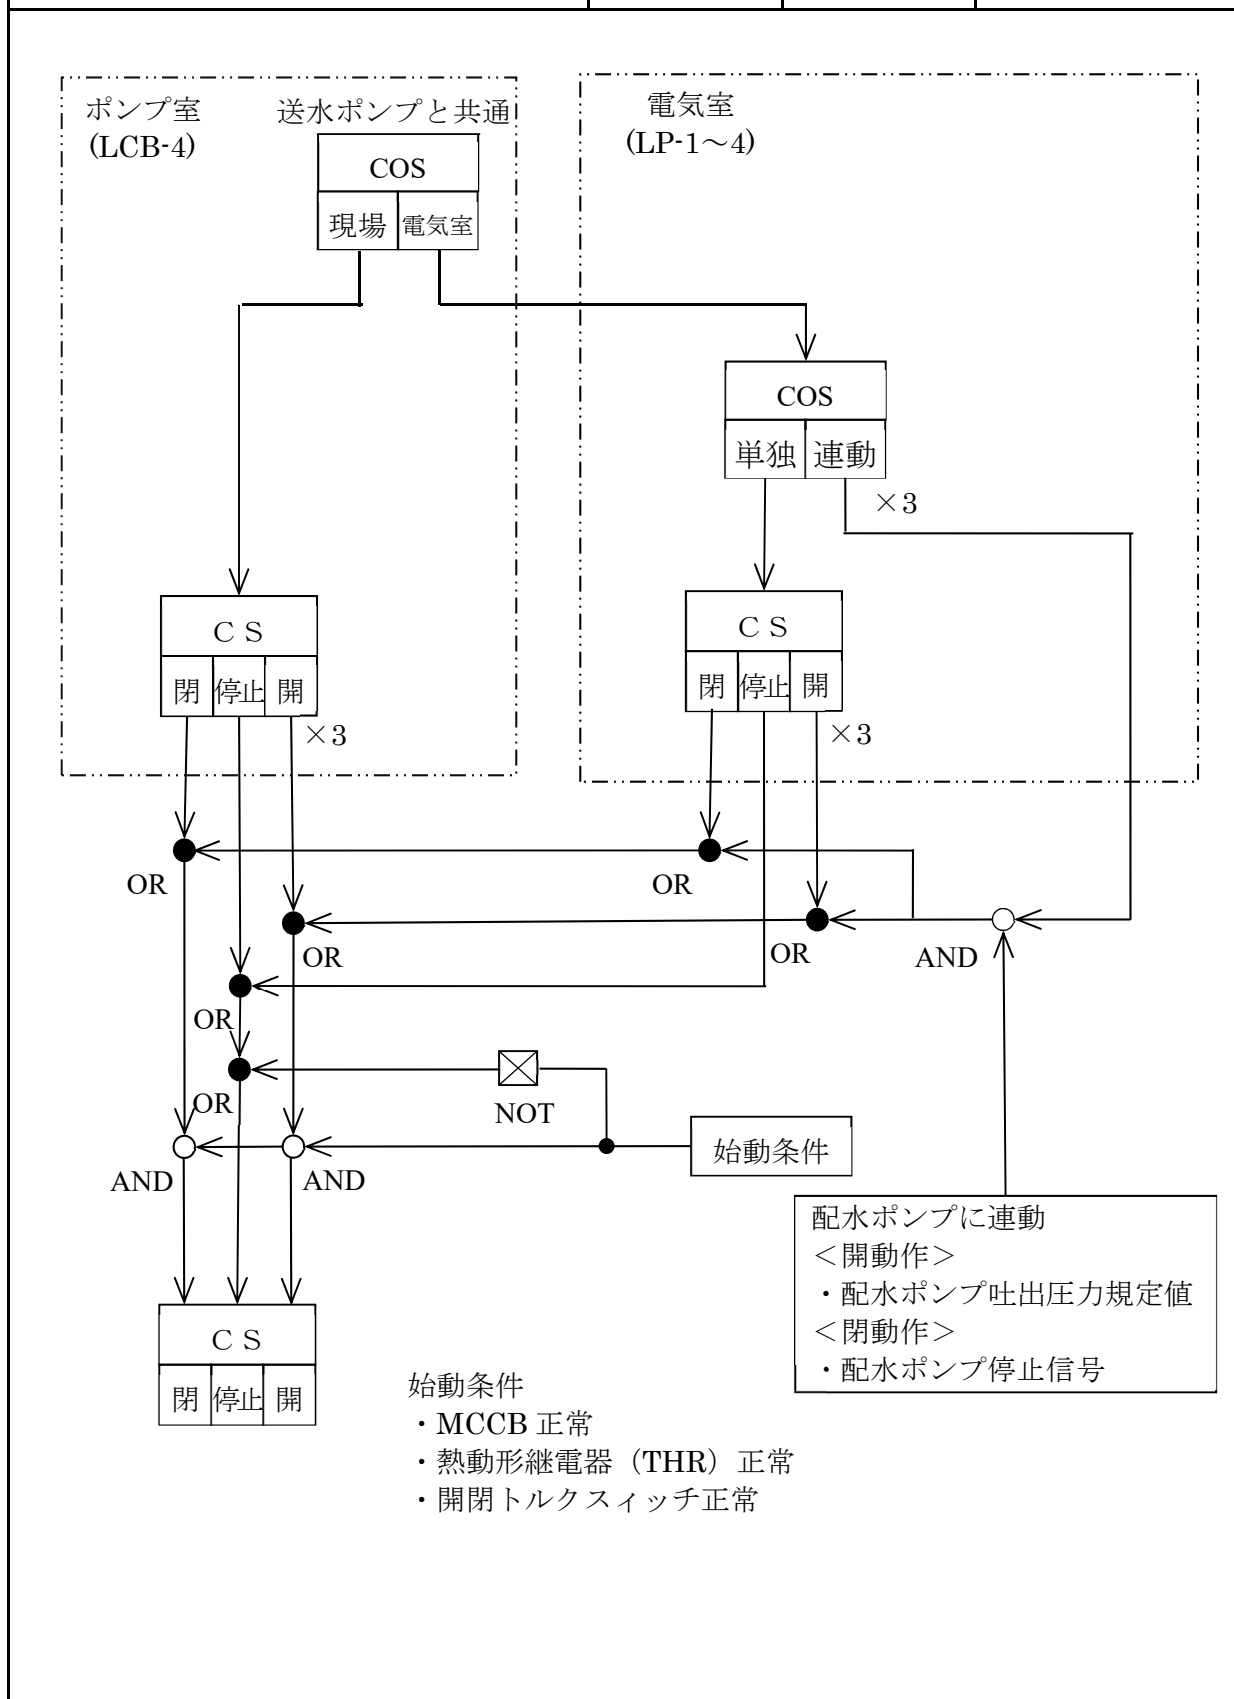 ポンプ室
(LCB-4)
送水ポンプと共通
COS
現場 電気室
電気室
(LP-1～4)
COS
単独 連動
×3
ＣＳ
閉 停止 開
×3
ＣＳ
閉 停止 開
×3
OR
OR
OR
OR
AND
OR
OR
NOT
AND
AND
始動条件
配水ポンプに連動
＜開動作＞
・配水ポンプ吐出圧力規定値
＜閉動作＞
・配水ポンプ停止信号
ＣＳ
閉 停止 開
始動条件
・MCCB 正常
・熱動形継電器（THR）正常
・開閉トルクスィッチ正常